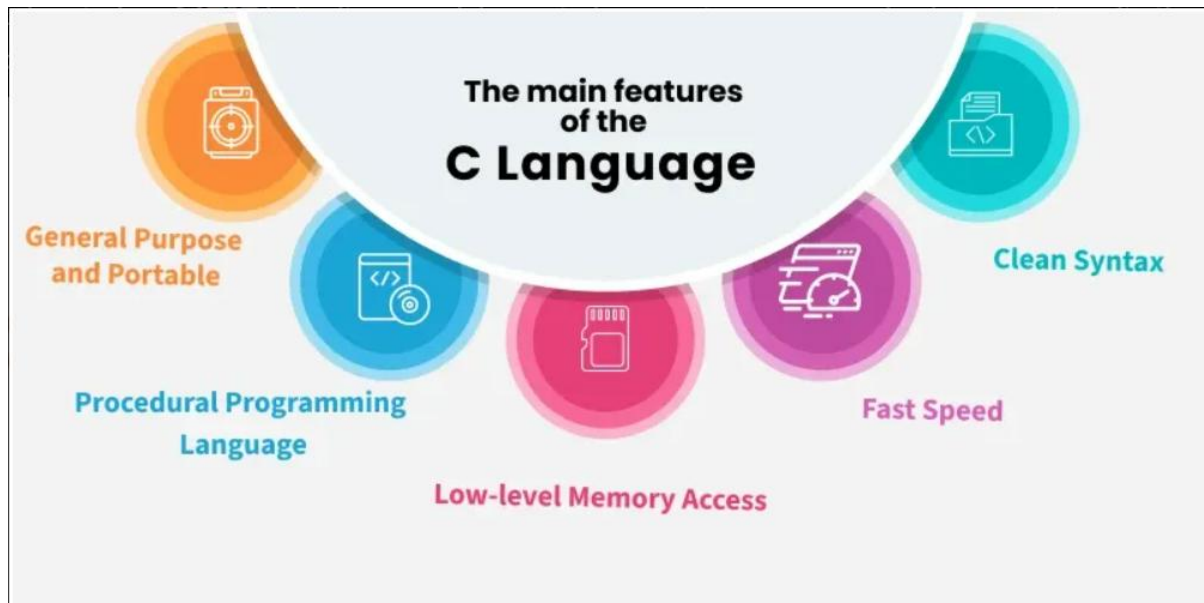 The main features
of the
C Language
General Purpose
and Portable
Procedural Programming
Language
Low-level Memory Access
Fast Speed
Clean Syntax